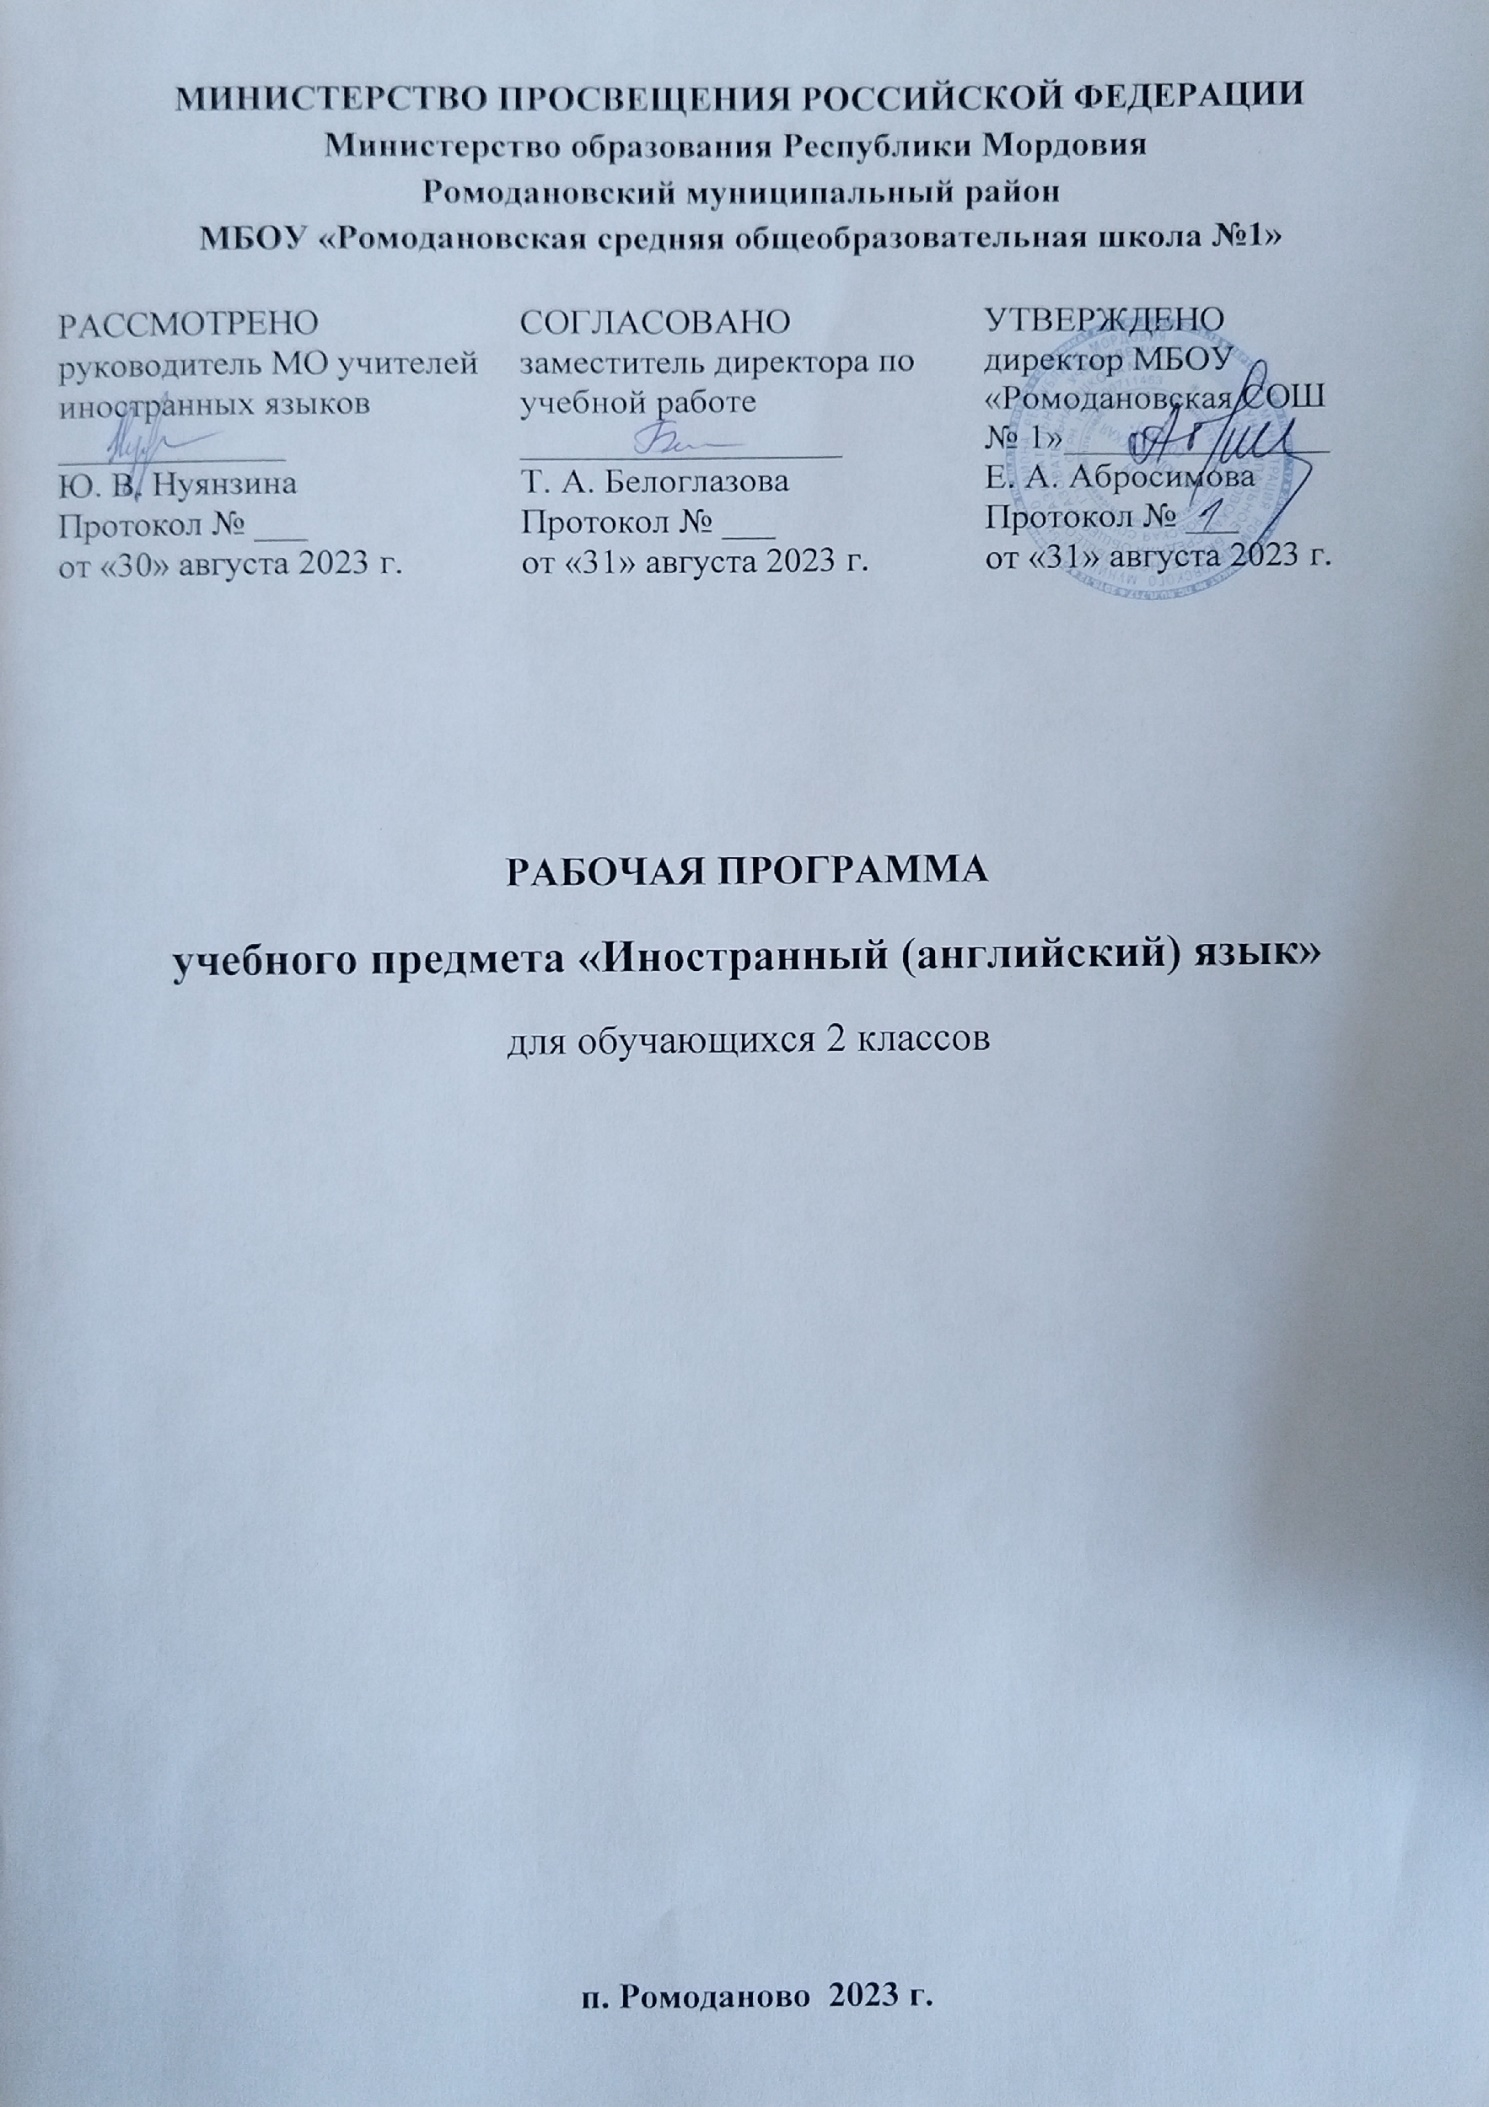 МИНИСТЕРСТВО ПРОСВЕЩЕНИЯ РОССИЙСКОЙ ФЕДЕРАЦИИ
Министерство образования Республики Мордовия
Ромодановский муниципальный район
МБОУ «Ромодановская средняя общеобразовательная школа №1»
РАССМОТРЕНО
руководитель МО учителей
иностранных языков
Ю. В. Нуянзина
Протокол № ___
от «30» августа 2023 г.
СОГЛАСОВАНО
заместитель директора по
учебной работе
Т. А. Белоглазова
Протокол № ___
от «31» августа 2023 г.
УТВЕРЖДЕНО
директор МБОУ
«Ромодановская СОШ
№ 1»
Е. А. Абросимова
Протокол № 1
от «31» августа 2023 г.
РАБОЧАЯ ПРОГРАММА
учебного предмета «Иностранный (английский) язык»
для обучающихся 2 классов
п. Ромоданово 2023 г.